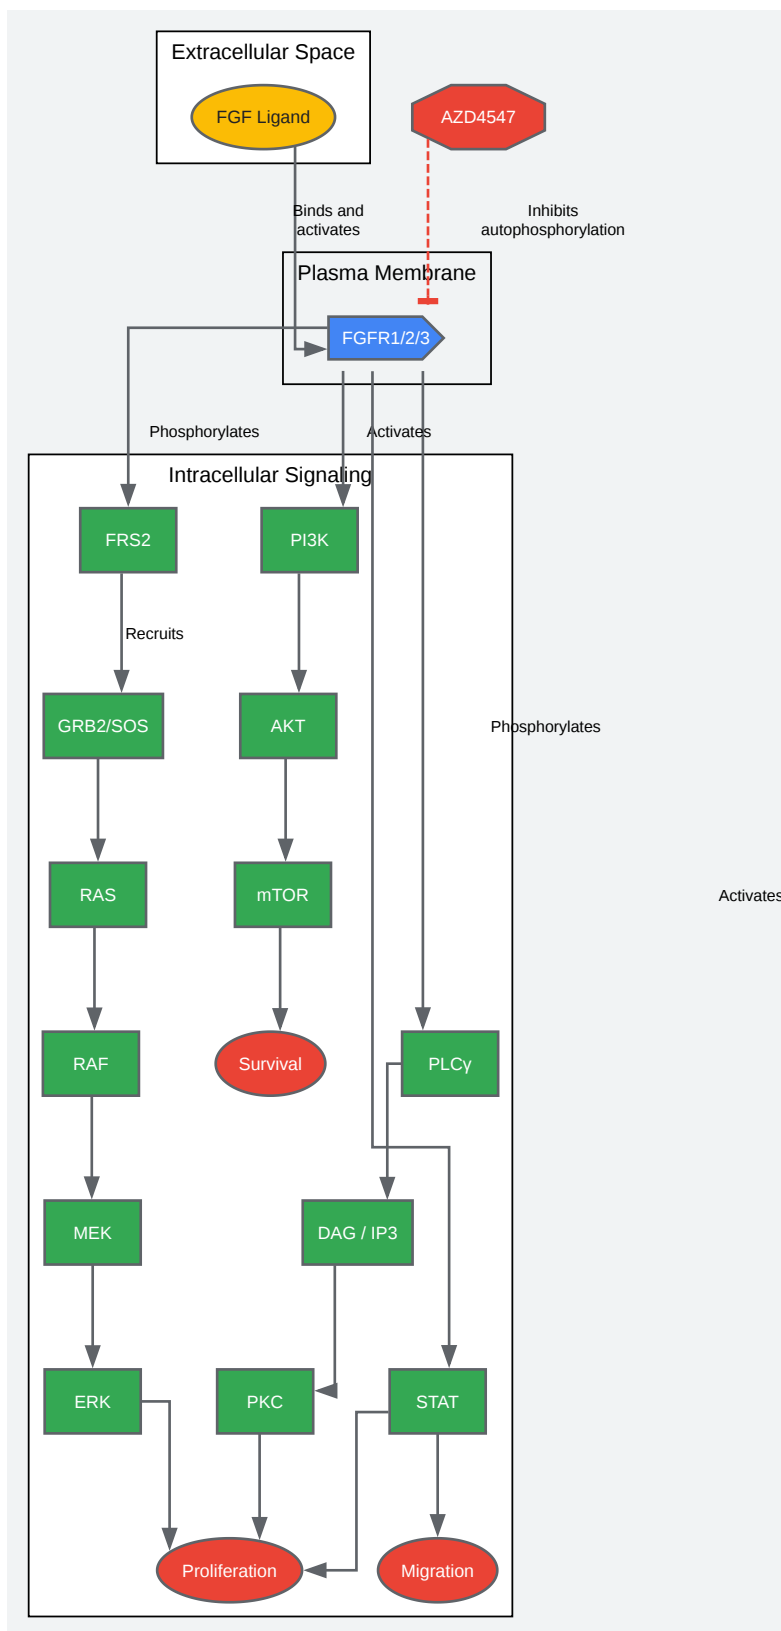 Extracellular Space
FGF Ligand
AZD4547
Binds and
activates
Inhibits
autophosphorylation
Plasma Membrane
FGFR1/2/3
Phosphorylates
Activates
Intracellular Signaling
FRS2
PI3K
Recruits
GRB2/SOS
AKT
Phosphorylates
RAS
mTOR
Activates
RAF
Survival
PLCγ
MEK
DAG / IP3
ERK
PKC
STAT
Proliferation
Migration